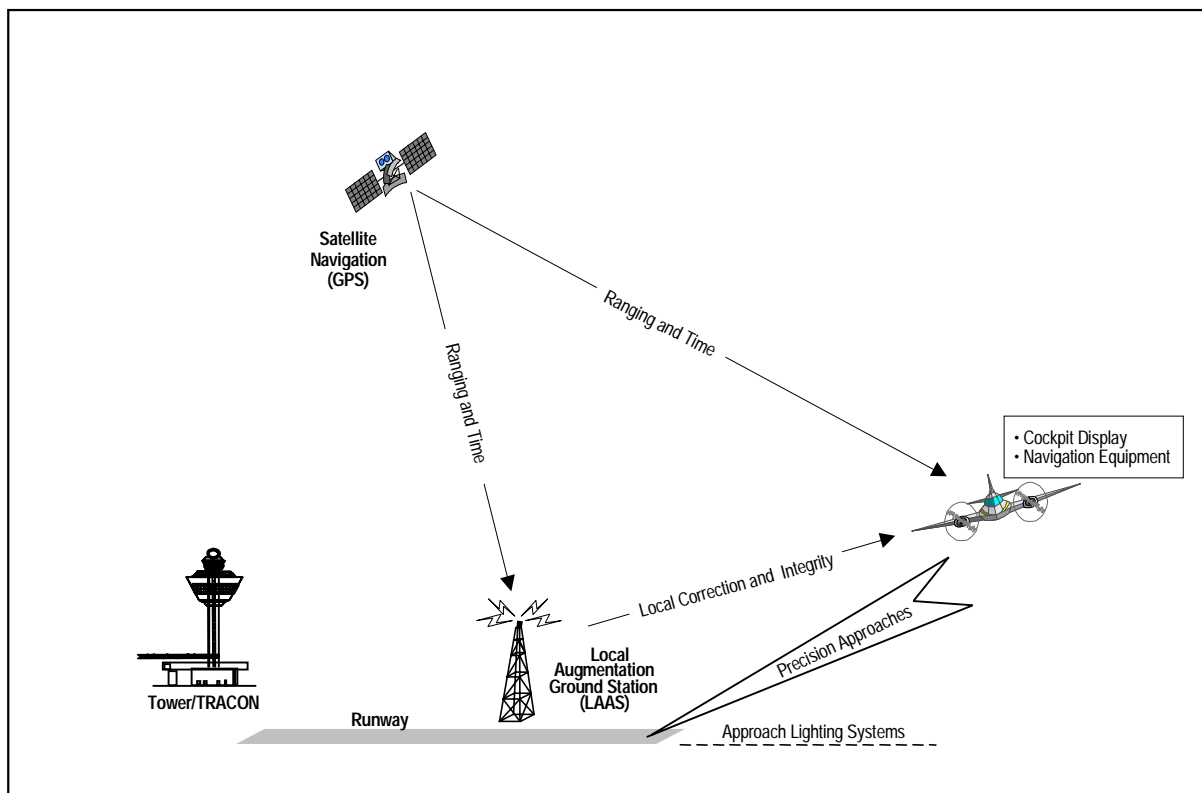 Satellite
Navigation
(GPS)
Ranging and Time
Ranging and Time
• Cockpit Display
• Navigation Equipment
Local Correction and Integrity
Precision Approaches
Local
Augmentation
Ground Station
(LAAS)
Tower/TRACON
Runway
Approach Lighting Systems